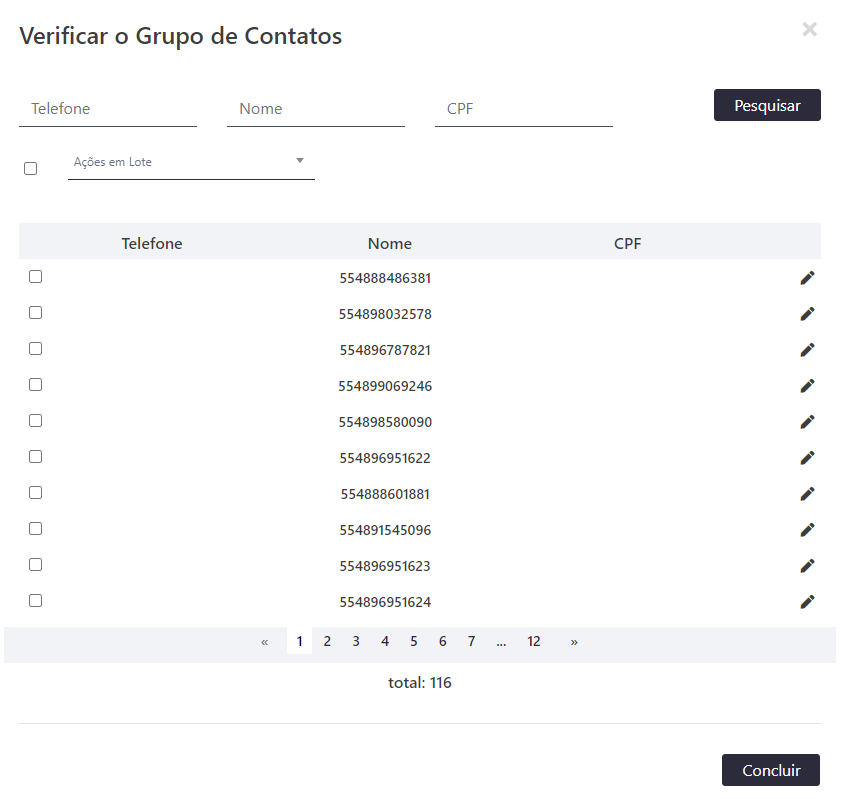 Verificar o Grupo de Contatos ×
Telefone Nome CPF Pesquisar
Ações em Lote
Telefone Nome CPF
554888486381
554898032578
554896787821
554899069246
554898580090
554896951622
554888601881
554891545096
554896951623
554896951624
« 1 2 3 4 5 6 7 ... 12 »
total: 116
Concluir